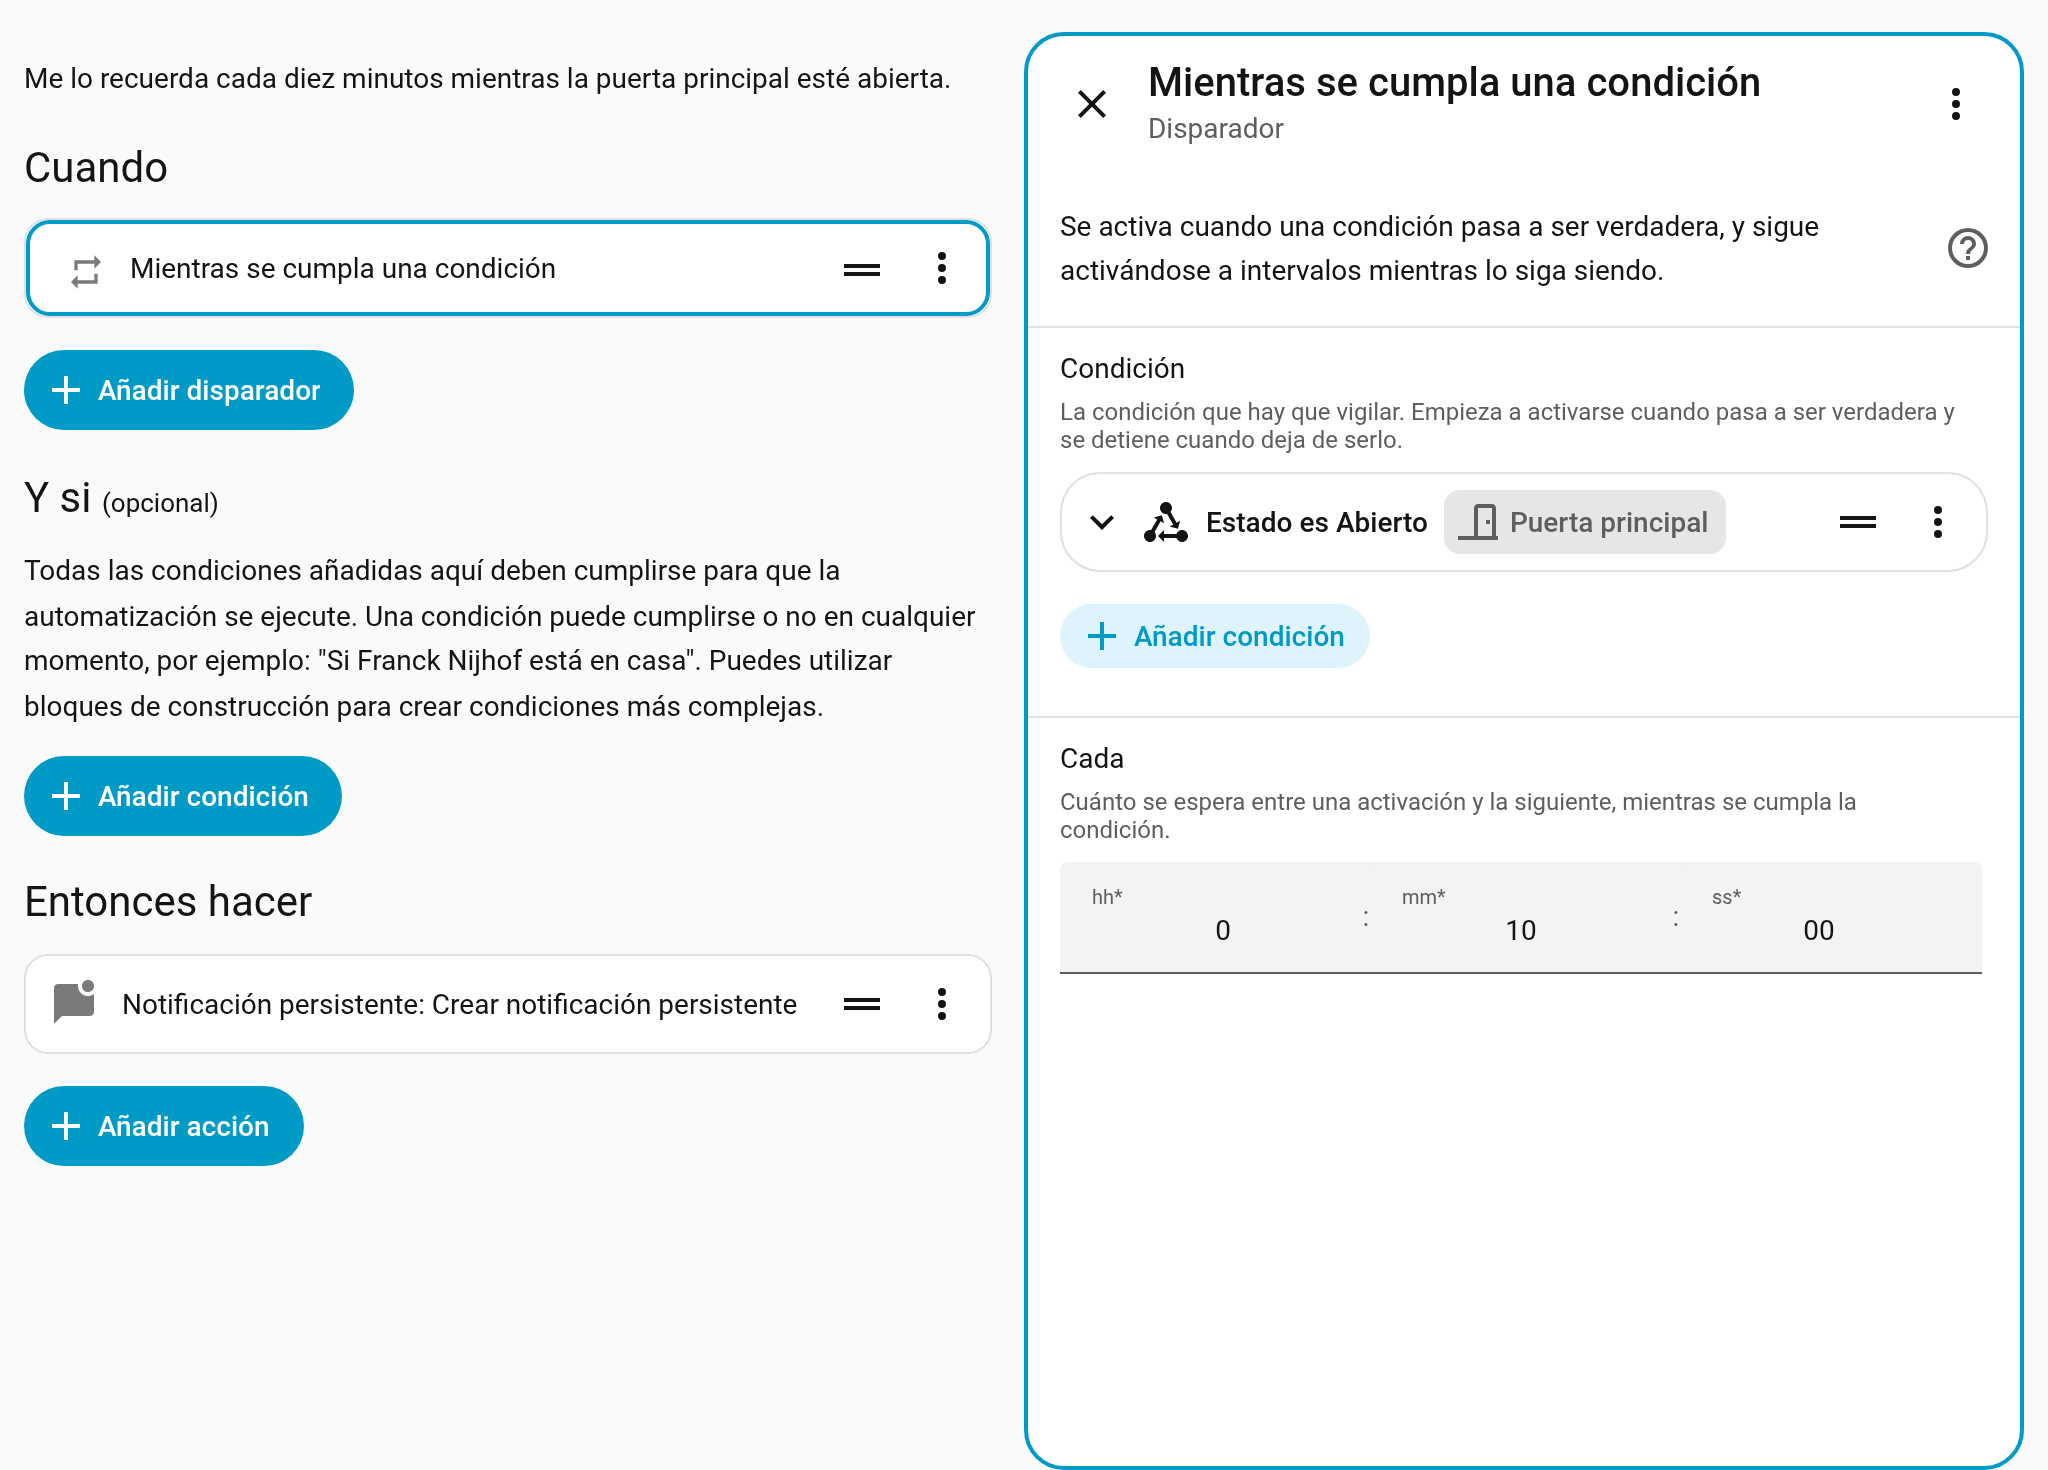 Me lo recuerda cada diez minutos mientras la puerta principal esté abierta.
Cuando
Mientras se cumpla una condición
Añadir disparador
Y si (opcional)
Todas las condiciones añadidas aquí deben cumplirse para que la
automatización se ejecute. Una condición puede cumplirse o no en cualquier
momento, por ejemplo: "Si Franck Nijhof está en casa". Puedes utilizar
bloques de construcción para crear condiciones más complejas.
Añadir condición
Entonces hacer
Notificación persistente: Crear notificación persistente
Añadir acción
Mientras se cumpla una condición
Disparador
Se activa cuando una condición pasa a ser verdadera, y sigue
activándose a intervalos mientras lo siga siendo.
Condición
La condición que hay que vigilar. Empieza a activarse cuando pasa a ser verdadera y
se detiene cuando deja de serlo.
Estado es Abierto Puerta principal
Añadir condición
Cada
Cuánto se espera entre una activación y la siguiente, mientras se cumpla la
condición.
hh* mm* ss*
0 : 10 : 00